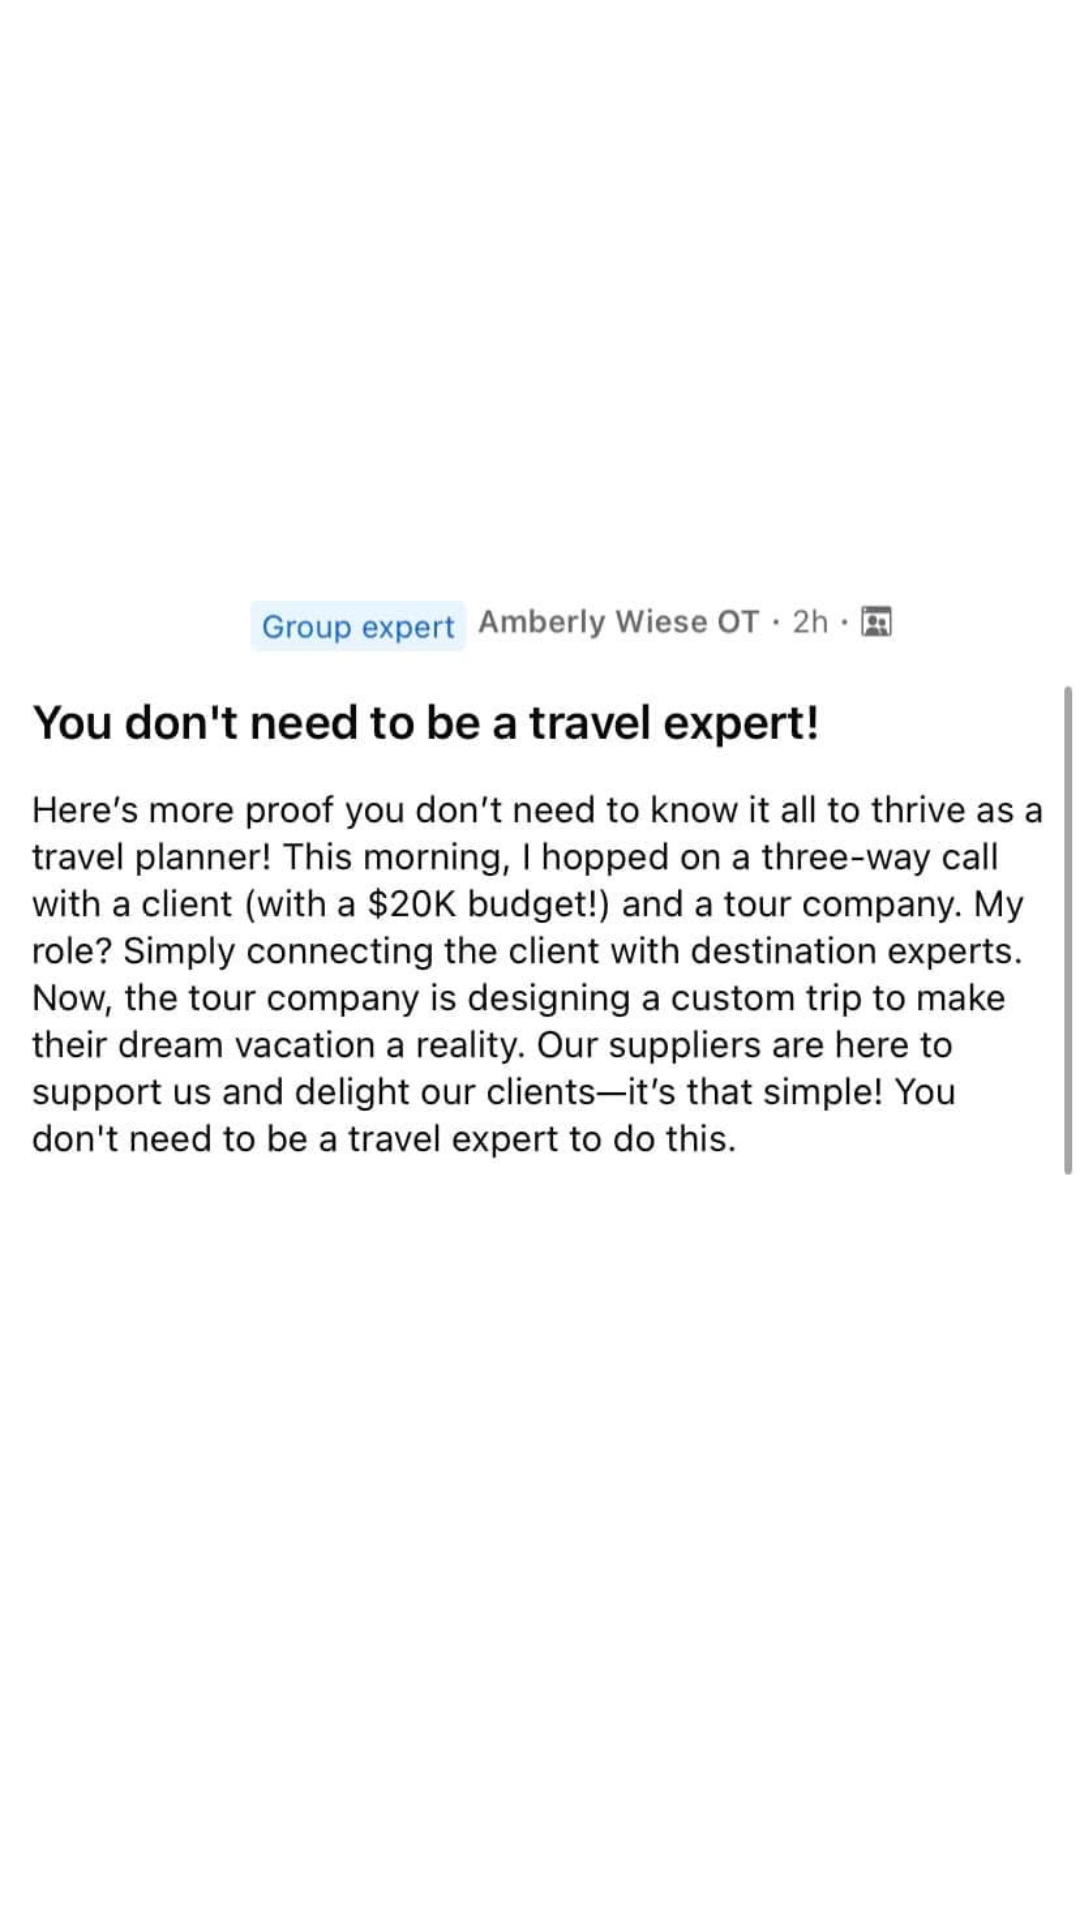 Group expert Amberly Wiese OT · 2h ·
You don't need to be a travel expert!
Here’s more proof you don’t need to know it all to thrive as a
travel planner! This morning, I hopped on a three-way call
with a client (with a $20K budget!) and a tour company. My
role? Simply connecting the client with destination experts.
Now, the tour company is designing a custom trip to make
their dream vacation a reality. Our suppliers are here to
support us and delight our clients—it’s that simple! You
don't need to be a travel expert to do this.